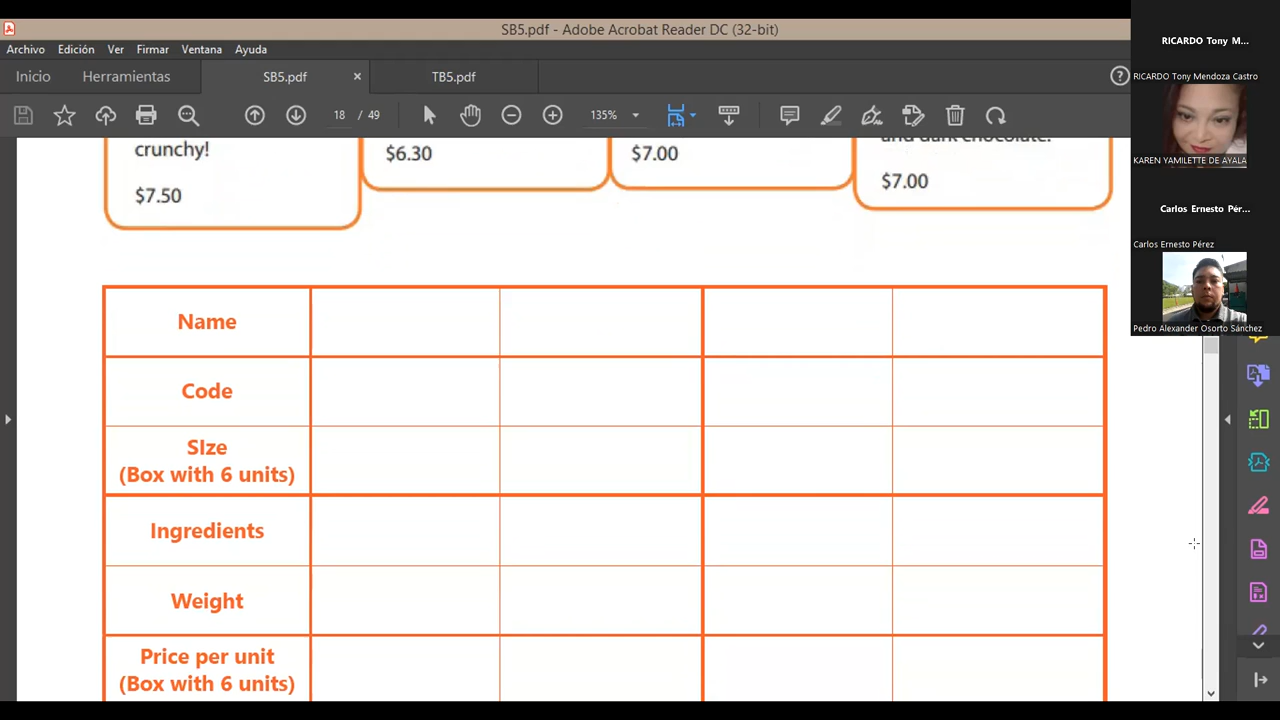 SB5.pdf - Adobe Acrobat Reader DC (32-bit)
Archivo Edición Ver Firmar Ventana Ayuda
Inicio Herramientas SB5.pdf × TB5.pdf
18 / 49 135%
crunchy!
$7.50
$6.30
$7.00
and dark chocolate.
$7.00
Name
Code
SIze
(Box with 6 units)
Ingredients
Weight
Price per unit
(Box with 6 units)
RICARDO Tony M...
RICARDO Tony Mendoza Castro
KAREN YAMILETTE DE AYALA
Carlos Ernesto Pér...
Carlos Ernesto Pérez
Pedro Alexander Osorto Sánchez